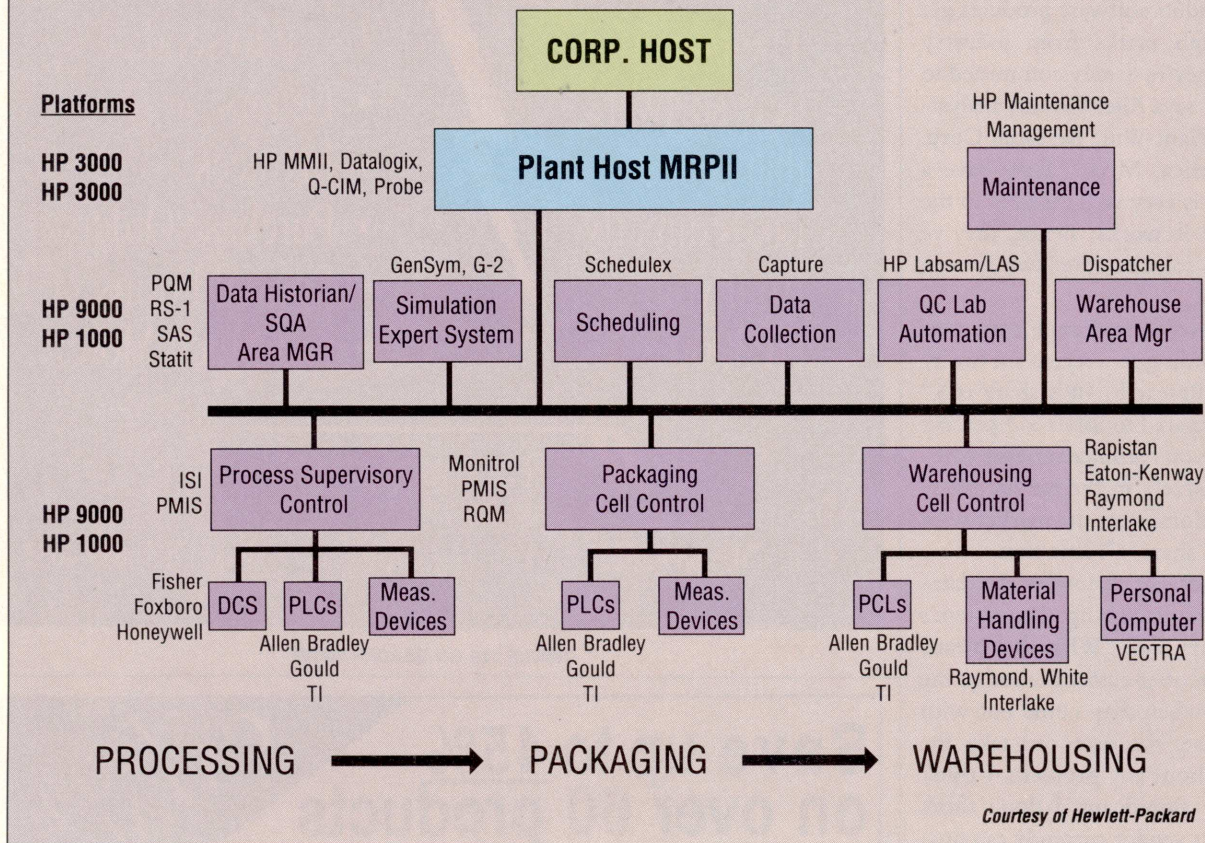 CORP. HOST
Platforms
HP 3000
HP 3000
HP MMII, Datalogix,
Q-CIM, Probe
Plant Host MRPII
HP Maintenance
Management
Maintenance
HP 9000
HP 1000
PQM
RS-1
SAS
Statit
Data Historian/
SQA
Area MGR
GenSym, G-2
Simulation
Expert System
Schedulex
Scheduling
Capture
Data
Collection
HP Labsam/LAS
QC Lab
Automation
Dispatcher
Warehouse
Area Mgr
HP 9000
HP 1000
ISI
PMIS
Process Supervisory
Control
Monitrol
PMIS
RQM
Packaging
Cell Control
Warehousing
Cell Control
Rapistan
Eaton-Kenway
Raymond
Interlake
Fisher
Foxboro
Honeywell
DCS
PLCs
Allen Bradley
Gould
TI
Meas.
Devices
PLCs
Allen Bradley
Gould
TI
Meas.
Devices
PCLs
Allen Bradley
Gould
TI
Material
Handling
Devices
Raymond, White
Interlake
Personal
Computer
VECTRA
PROCESSING
PACKAGING
WAREHOUSING
Courtesy of Hewlett-Packard